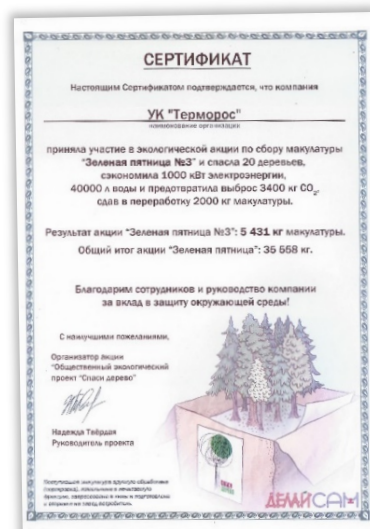 СЕРТИФИКАТ
Настоящим Сертификатом подтверждается, что компания
УК "Терморос"
наименование организации
приняла участие в экологической акции по сбору макулатуры
"Зеленая пятница №3" и спасла 20 деревьев,
сэкономила 1000 кВт электроэнергии,
40000 л воды и предотвратила выброс 3400 кг CO2,
сдав в переработку 2000 кг макулатуры.
Результат акции "Зеленая пятница №3": 5 431 кг макулатуры.
Общий итог акции "Зеленая пятница": 35 558 кг.
Благодарим сотрудников и руководство компании
за вклад в защиту окружающей среды!
С наилучшими пожеланиями,
Организатор акции
"Общественный экологический
проект "Спаси дерево"
Надежда Твёрдая
Руководитель проекта
ДЕЛАЙ САМ